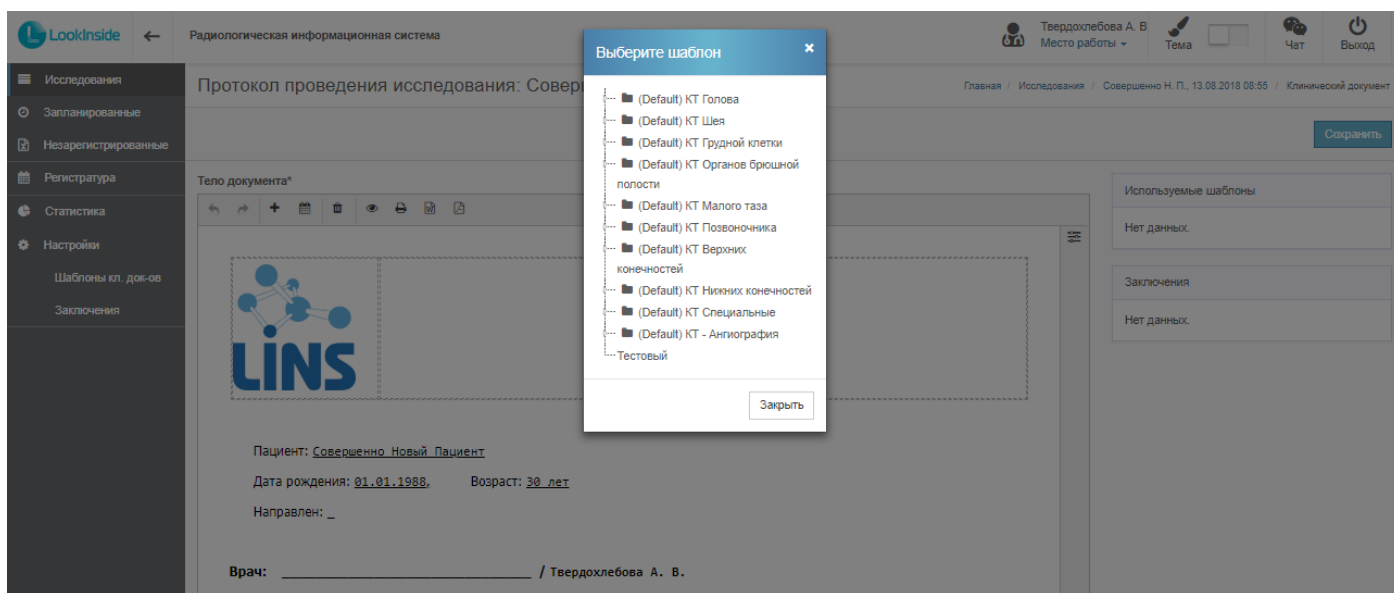 LookInside
Радиологическая информационная система
Твердохлебова А. В
Место работы
Тема
Чат
Выход
Исследования
Запланированные
Незарегистрированные
Регистратура
Статистика
Настройки
Шаблоны кл. док-ов
Заключения
Протокол проведения исследования: Совер
Главная / Исследования / Совершенно Н. П., 13.08.2018 08:55 / Клинический документ
Сохранить
Тело документа*
LINS
Пациент: Совершенно Новый Пациент
Дата рождения: 01.01.1988, Возраст: 30 лет
Направлен: _
Врач: ________________________________ / Твердохлебова А. В.
Выберите шаблон ×
(Default) КТ Голова
(Default) КТ Шея
(Default) КТ Грудной клетки
(Default) КТ Органов брюшной
полости
(Default) КТ Малого таза
(Default) КТ Позвоночника
(Default) КТ Верхних
конечностей
(Default) КТ Нижних конечностей
(Default) КТ Специальные
(Default) КТ - Ангиография
Тестовый
Закрыть
Используемые шаблоны
Нет данных.
Заключения
Нет данных.